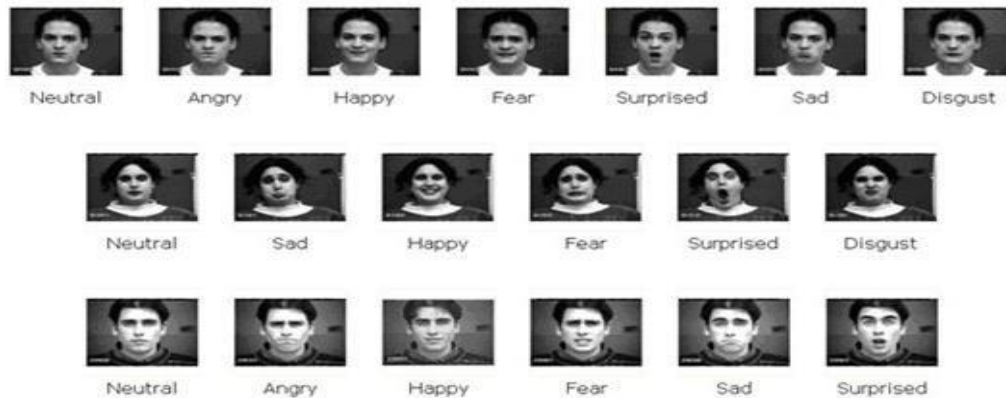 Neutral Angry Happy Fear Surprised Sad Disgust
Neutral Sad Happy Fear Surprised Disgust
Neutral Angry Happy Fear Sad Surprised